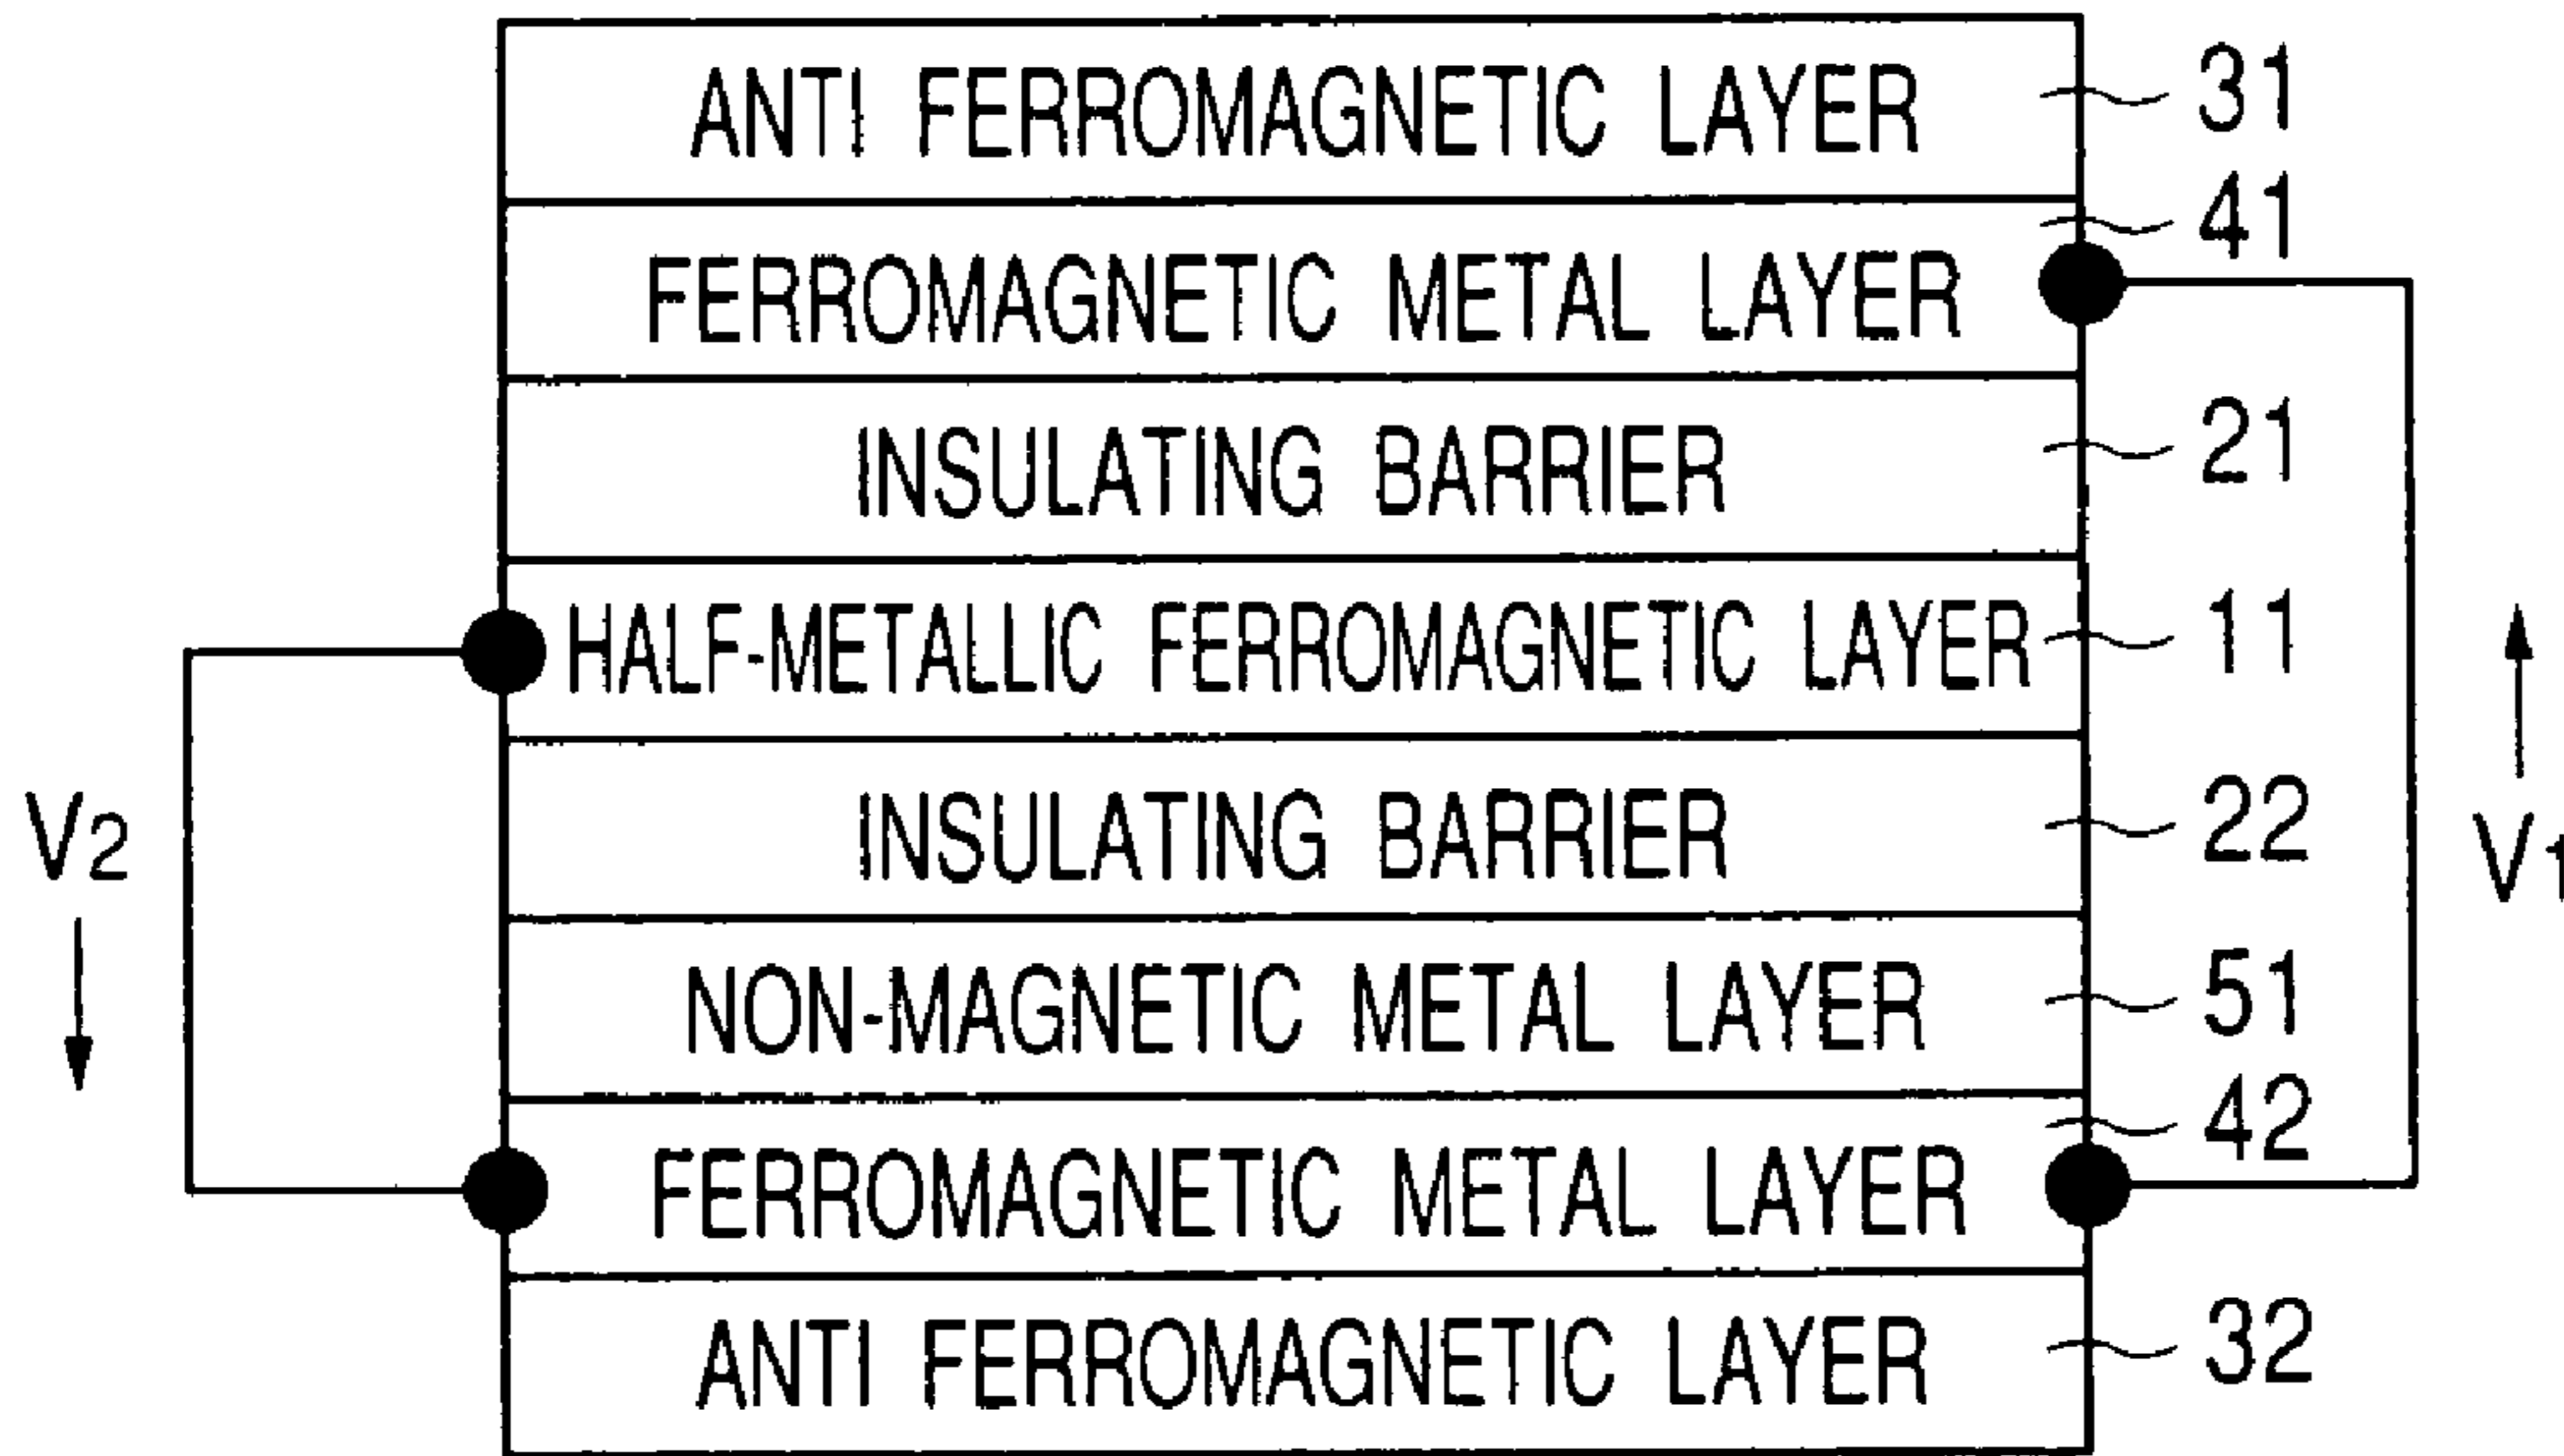 ANTI FERROMAGNETIC LAYER 31
41
FERROMAGNETIC METAL LAYER
INSULATING BARRIER 21
HALF-METALLIC FERROMAGNETIC LAYER 11
INSULATING BARRIER 22
V2
V1
NON-MAGNETIC METAL LAYER 51
42
FERROMAGNETIC METAL LAYER
ANTI FERROMAGNETIC LAYER 32